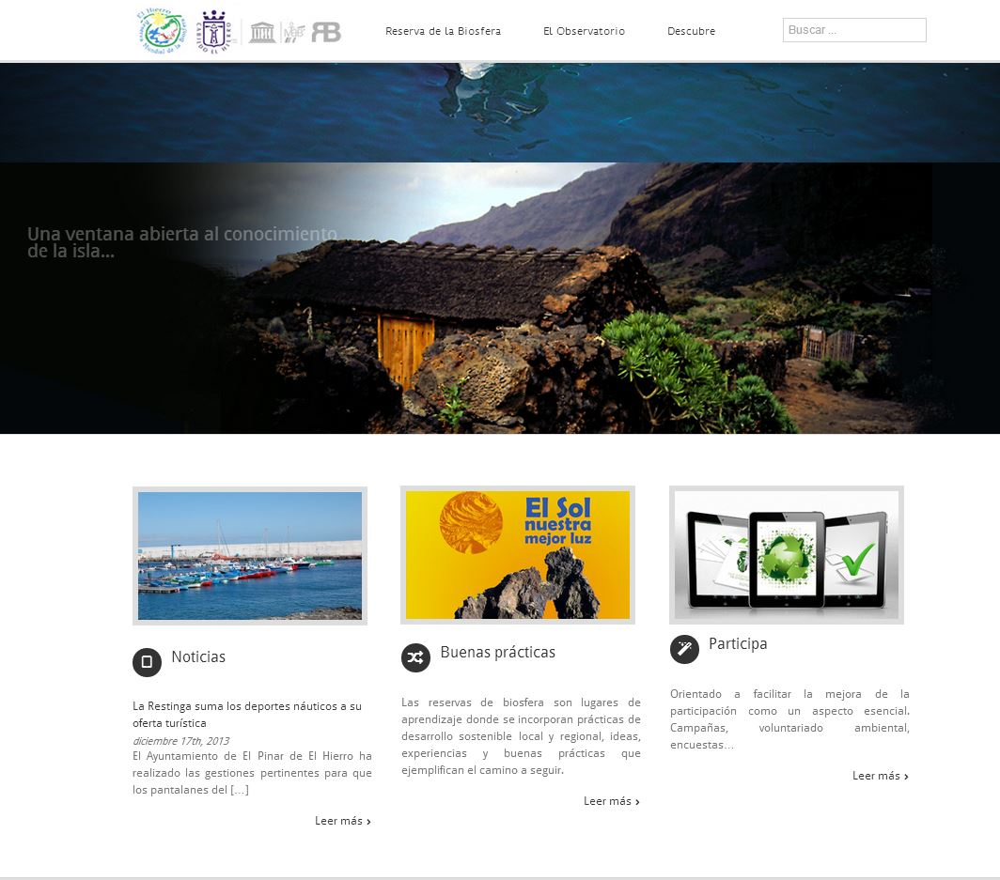 El Hierro
CABILDO EL HIERRO
MaB
RB
Reserva de la Biosfera
El Observatorio
Descubre
Buscar ...
Una ventana abierta al conocimiento
de la isla...
El Sol
nuestra
mejor luz
Noticias
La Restinga suma los deportes náuticos a su
oferta turística
diciembre 17th, 2013
El Ayuntamiento de El Pinar de El Hierro ha
realizado las gestiones pertinentes para que
los pantalanes del [...]
Leer más ›
Buenas prácticas
Las reservas de biosfera son lugares de
aprendizaje donde se incorporan prácticas de
desarrollo sostenible local y regional, ideas,
experiencias y buenas prácticas que
ejemplifican el camino a seguir.
Leer más ›
Participa
Orientado a facilitar la mejora de la
participación como un aspecto esencial.
Campañas, voluntariado ambiental,
encuestas...
Leer más ›